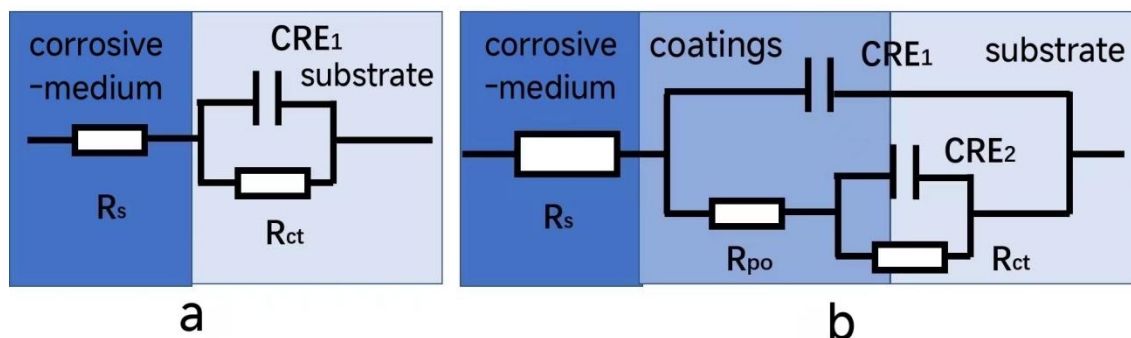 corrosive
-medium
CRE1
substrate
Rs
Rct
a
corrosive
-medium
coatings
CRE1
substrate
CRE2
Rs
Rpo
Rct
b